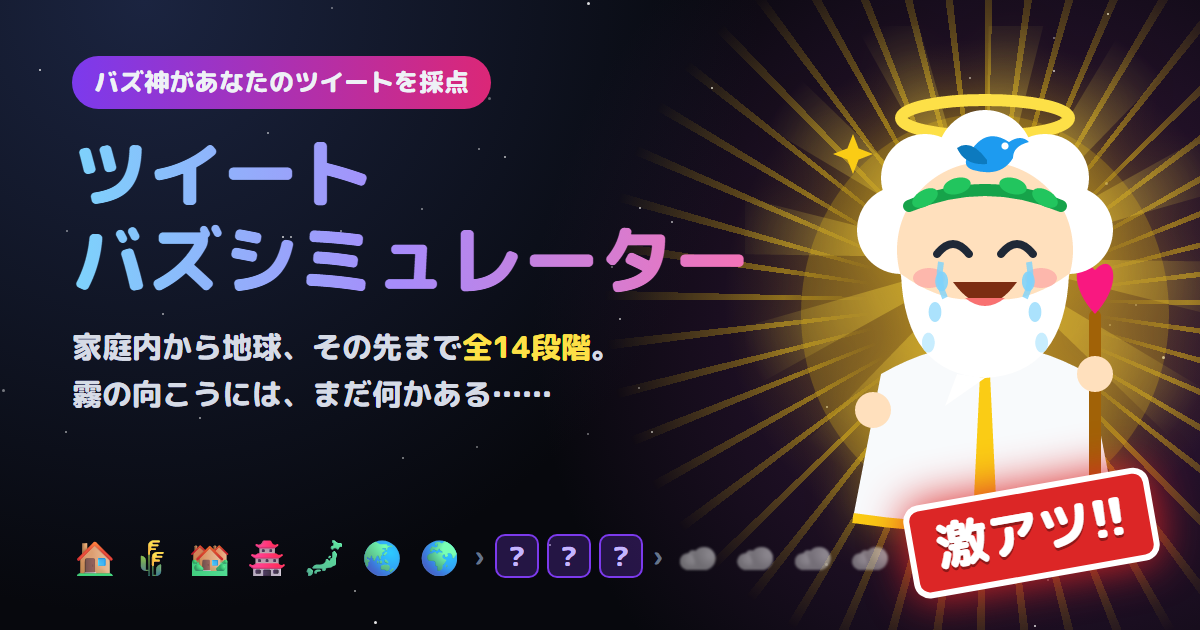 バズ神があなたのツイートを採点
ツイート
バズシミュレーター
家庭内から地球、その先まで全14段階。
霧の向こうには、まだ何かある……
› ? ? ? ›
激アツ!!